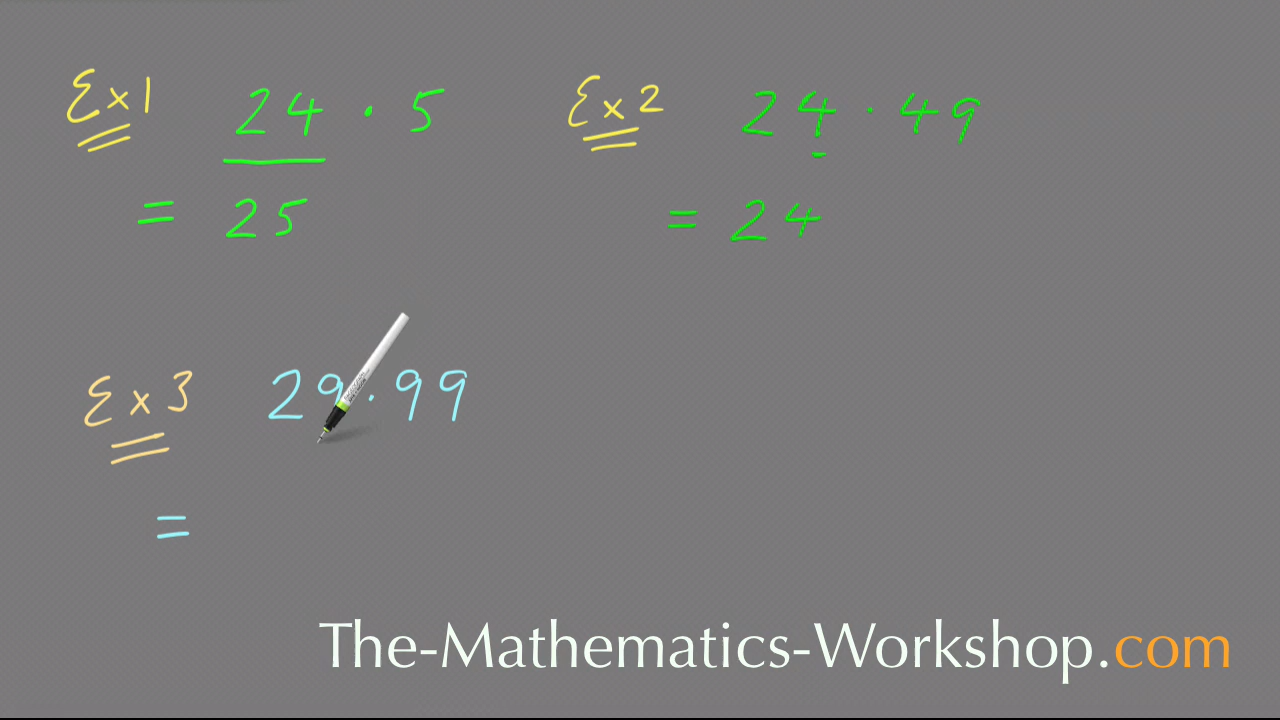 Ex1 24.5
= 25
Ex2 24.49
= 24
Ex3 29.99
=
The-Mathematics-Workshop.com